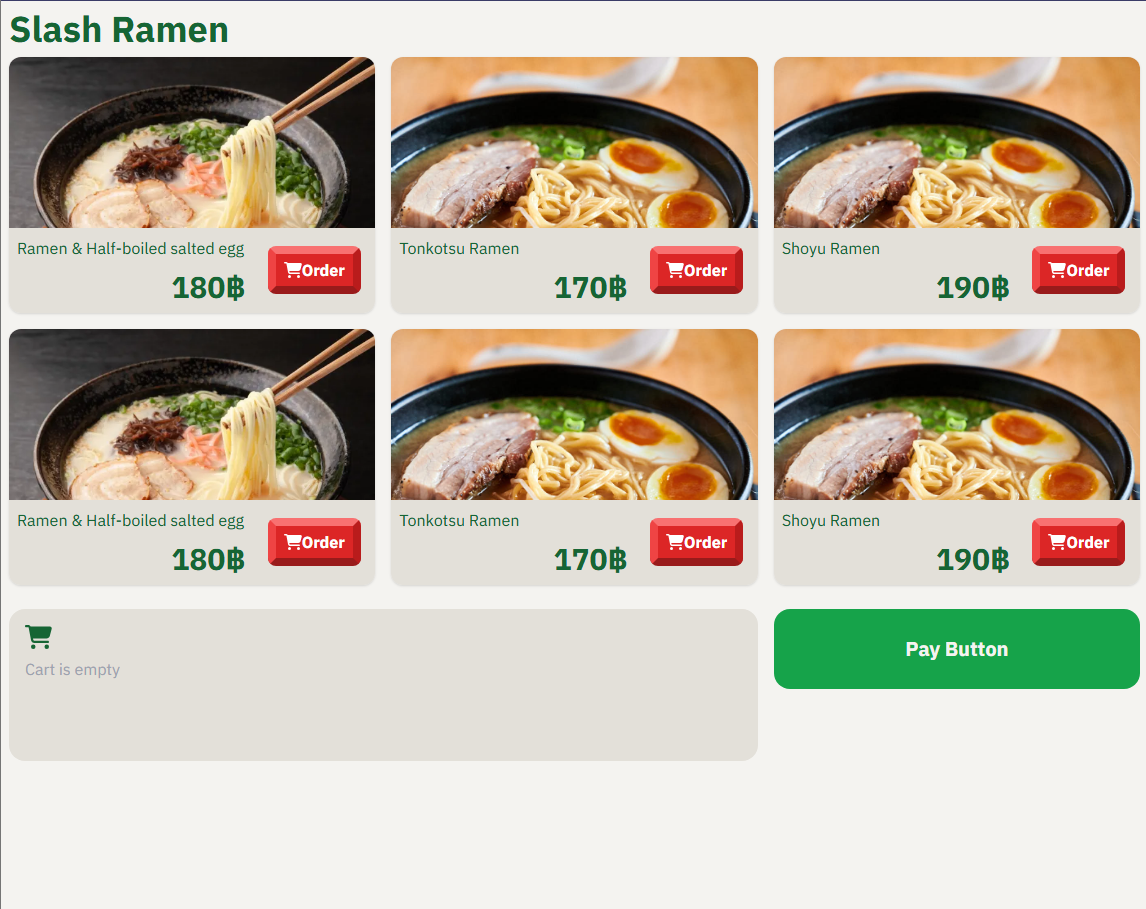 Slash Ramen
Ramen & Half-boiled salted egg
180฿
Order
Tonkotsu Ramen
170฿
Order
Shoyu Ramen
190฿
Order
Ramen & Half-boiled salted egg
180฿
Order
Tonkotsu Ramen
170฿
Order
Shoyu Ramen
190฿
Order
Cart is empty
Pay Button